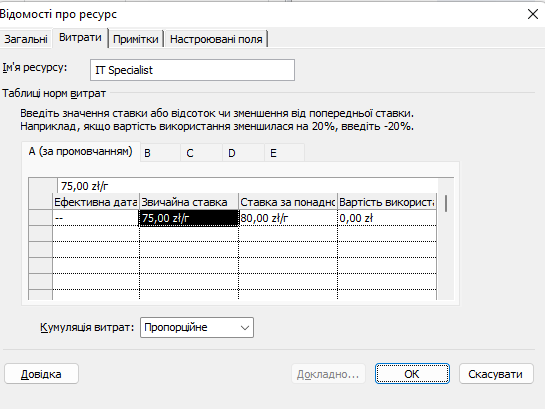 Відомості про ресурс
Загальні Витрати Примітки Настроювані поля
Ім'я ресурсу: IT Specialist
Таблиці норм витрат
Введіть значення ставки або відсоток чи зменшення від попередньої ставки.
Наприклад, якщо вартість використання зменшилася на 20%, введіть -20%.
А (за промовчанням) B C D E
75,00 zł/г
Ефективна дата Звичайна ставка Ставка за понадно Вартість використа
-- 75,00 zł/г 80,00 zł/г 0,00 zł
Кумуляція витрат: Пропорційне
Довідка Докладно... ОК Скасувати